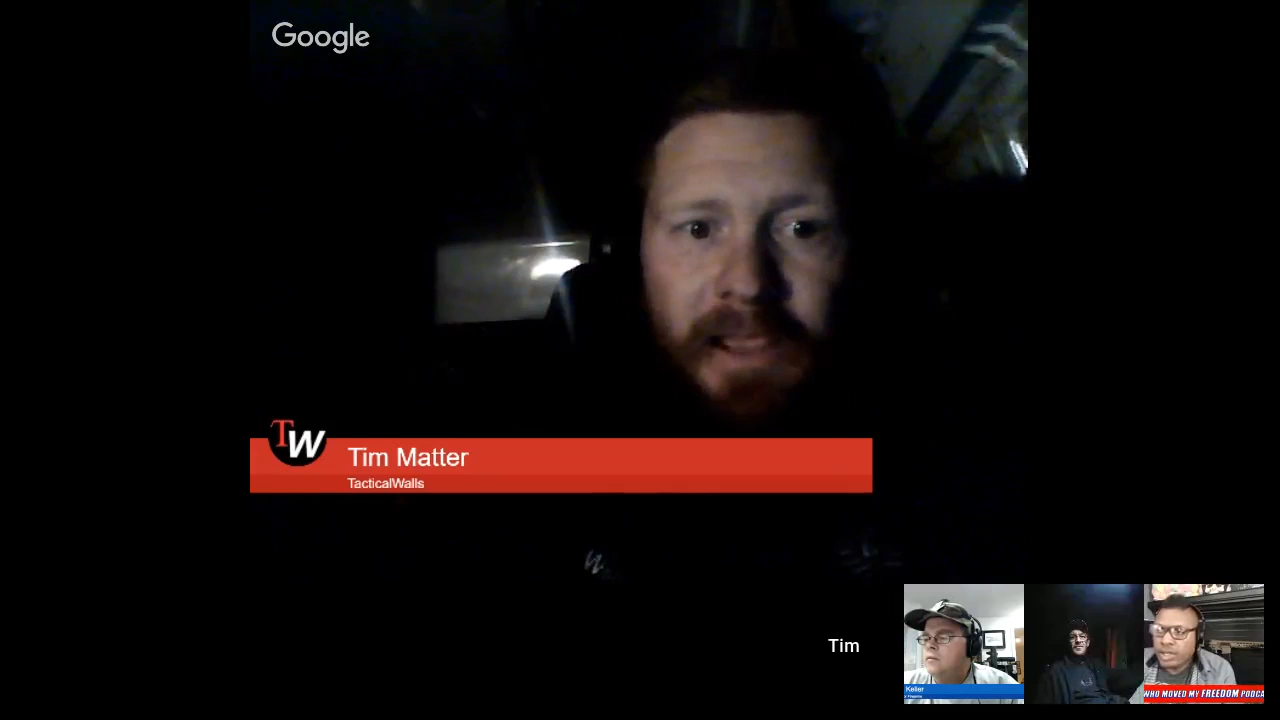 Google
TW
Tim Matter
TacticalWalls
Tim
Keller
WHO MOVED MY FREEDOM PODCA